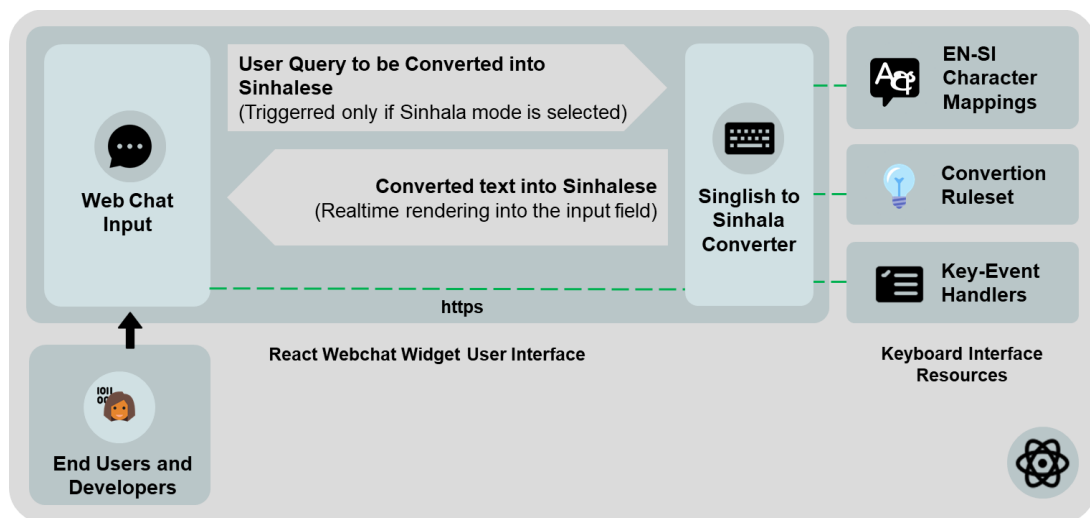 User Query to be Converted into
Sinhalese
(Triggerred only if Sinhala mode is selected)
Converted text into Sinhalese
(Realtime rendering into the input field)
Web Chat
Input
Singlish to
Sinhala
Converter
https
React Webchat Widget User Interface
EN-SI
Character
Mappings
Convertion
Ruleset
Key-Event
Handlers
Keyboard Interface
Resources
End Users and
Developers